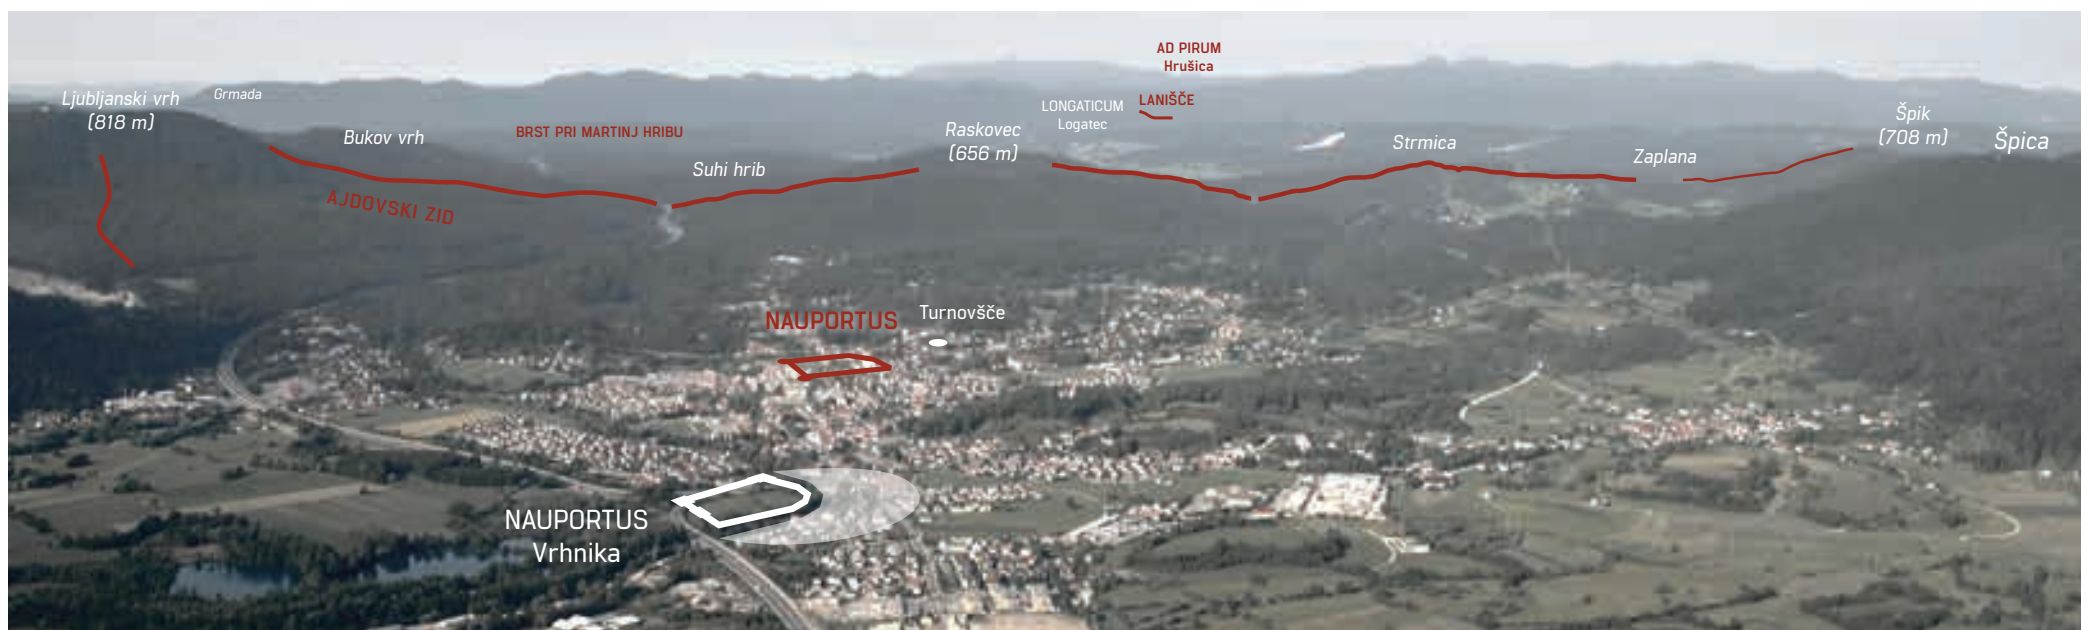 AD PIRUM
Hrušica
Ljubljanski vrh
(818 m)
Grmada
LONGATICUM
Logatec
LANIŠČE
Bukov vrh
BRST PRI MARTINJ HRIBU
Raskovec
(656 m)
Suhi hrib
Strmica
Zaplana
Špik
(708 m)
Špica
AJDOVSKI ZID
NAUPORTUS
Turnovšče
NAUPORTUS
Vrhnika